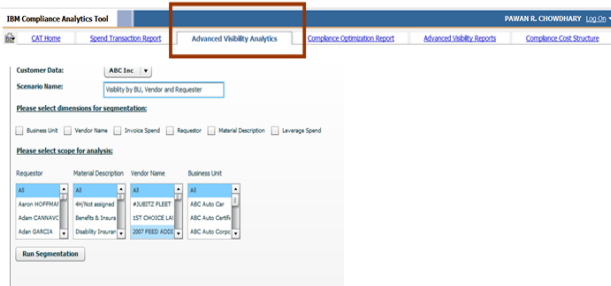 IBM Compliance Analytics Tool
PAWAN R. CHOWDHARY Log On
CAT Home Spend Transaction Report Advanced Visibility Analytics Compliance Optimization Report Advanced Visibility Reports Compliance Cost Structure
Customer Data: ABC Inc
Scenario Name: Visiblity by BU, Vendor and Requester
Please select dimensions for segmentation:
Business Unit Vendor Name Invoice Spend Requestor Material Description Leverage Spend
Please select scope for analysis:
Requestor Material Description Vendor Name Business Unit
All All All All
Aaron HOFFMAN 4H/Not assigned #JUBITZ FLEET ABC Auto Car
Adam CANNAVC Benefits & Insura 1ST CHOICE LA ABC Auto Certifi
Adan GARCIA Disability Insuran 2007 FEED ADDI ABC Auto Corpo
Run Segmentation